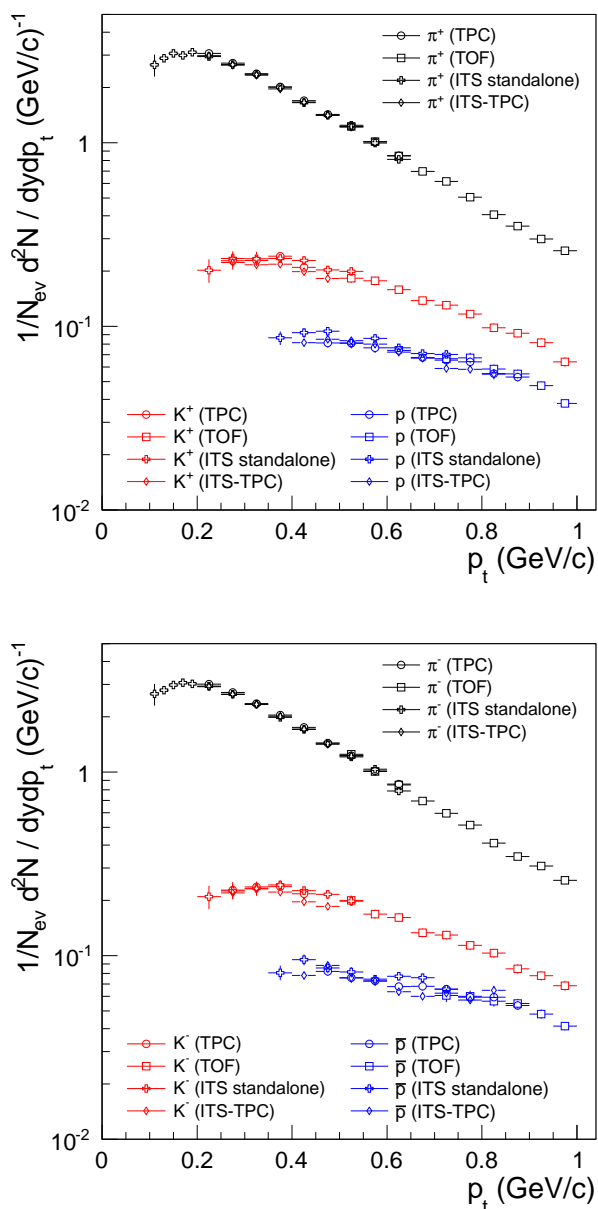 1/N_ev d²N / dydp_t (GeV/c)⁻¹
π⁺ (TPC)
π⁺ (TOF)
π⁺ (ITS standalone)
π⁺ (ITS-TPC)
1
10⁻¹
K⁺ (TPC)
K⁺ (TOF)
K⁺ (ITS standalone)
K⁺ (ITS-TPC)
p (TPC)
p (TOF)
p (ITS standalone)
p (ITS-TPC)
10⁻²
0 0.2 0.4 0.6 0.8 1
p_t (GeV/c)
1/N_ev d²N / dydp_t (GeV/c)⁻¹
π⁻ (TPC)
π⁻ (TOF)
π⁻ (ITS standalone)
π⁻ (ITS-TPC)
1
10⁻¹
K⁻ (TPC)
K⁻ (TOF)
K⁻ (ITS standalone)
K⁻ (ITS-TPC)
p̅ (TPC)
p̅ (TOF)
p̅ (ITS standalone)
p̅ (ITS-TPC)
10⁻²
0 0.2 0.4 0.6 0.8 1
p_t (GeV/c)